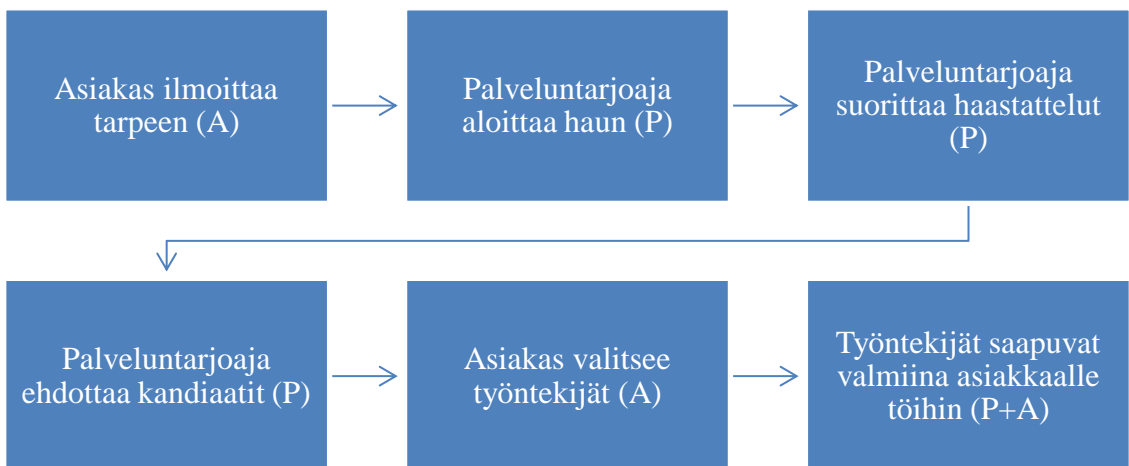 Asiakas ilmoittaa
tarpeen (A)
Palveluntarjoaja
aloittaa haun (P)
Palveluntarjoaja
suorittaa haastattelut
(P)
Palveluntarjoaja
ehdottaa kandiaatit (P)
Asiakas valitsee
työntekijät (A)
Työntekijät saapuvat
valmiina asiakkaalle
töihin (P+A)